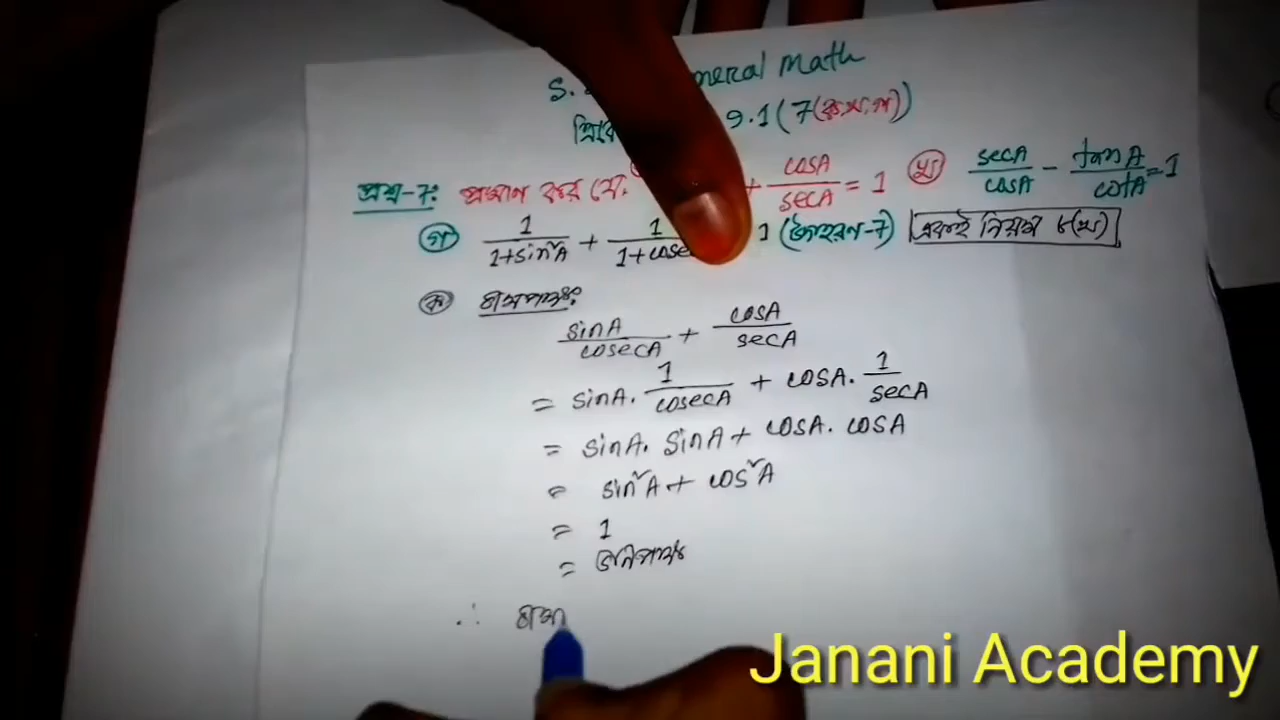 S. General Math
9.1 (7(ক,খ,গ))
প্রশ্ন-7: প্রমাণ কর যে, + cosA/secA = 1 (খ) secA/cosA - tanA/cotA = 1
(গ) 1/1+sin²A + 1/1+cosec 1 (উদাহরণ-7) একই নিয়ম ৮(খ)
(ক) বামপক্ষঃ
sinA/cosecA + cosA/secA
= sinA. 1/cosecA + cosA. 1/secA
= sinA. sinA + cosA. cosA
= sin²A + cos²A
= 1
= ডানপক্ষ
∴ বাম
Janani Academy